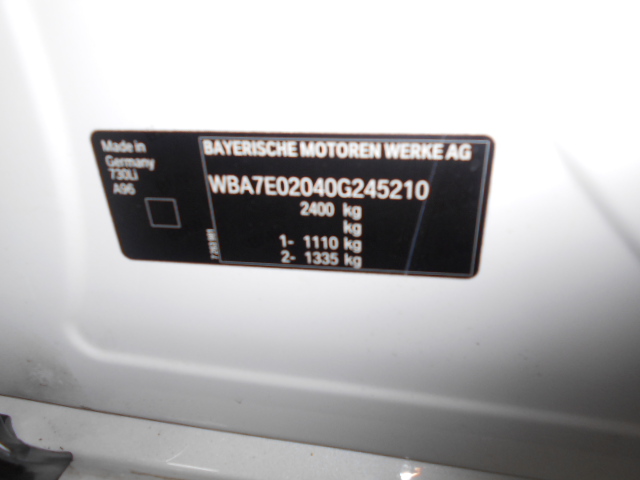 Made in
Germany
730Li
A96
BAYERISCHE MOTOREN WERKE AG
WBA7E02040G245210
2400 kg
kg
1- 1110 kg
2- 1335 kg